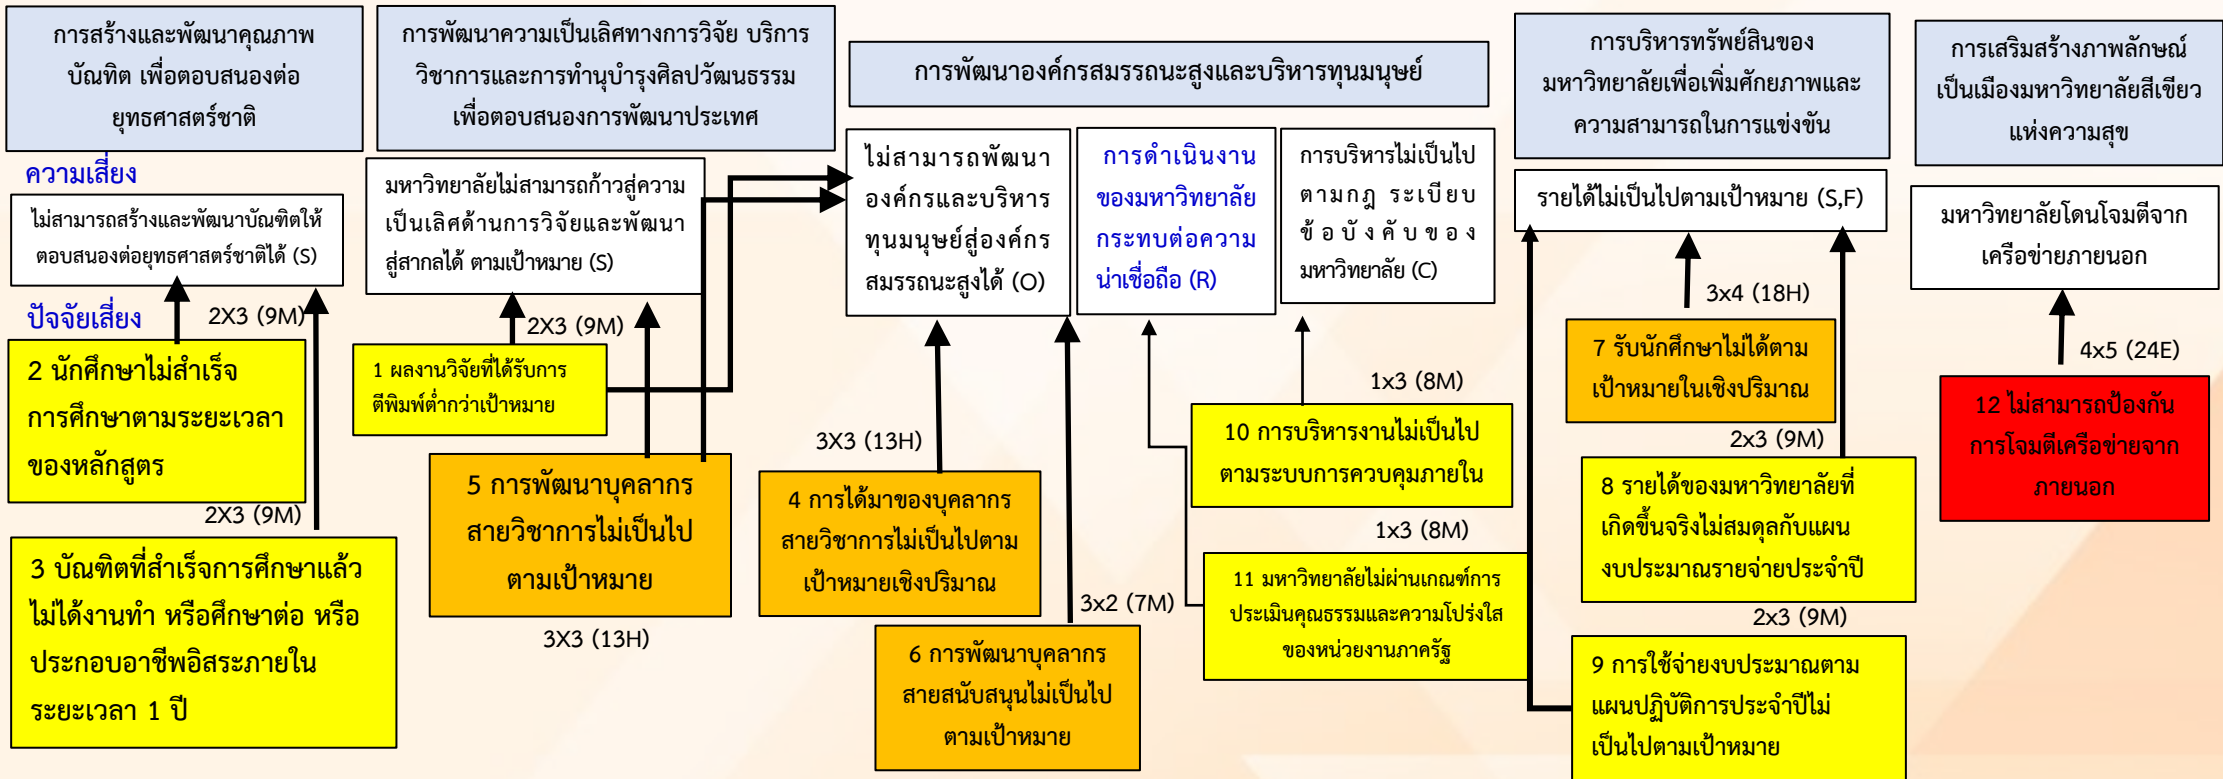 การสร้างและพัฒนาคุณภาพ
บัณฑิต เพื่อตอบสนองต่อ
ยุทธศาสตร์ชาติ
การพัฒนาความเป็นเลิศทางการวิจัย บริการ
วิชาการและการทำนุบำรุงศิลปวัฒนธรรม
เพื่อตอบสนองการพัฒนาประเทศ
การพัฒนาองค์กรสมรรถนะสูงและบริหารทุนมนุษย์
การบริหารทรัพย์สินของ
มหาวิทยาลัยเพื่อเพิ่มศักยภาพและ
ความสามารถในการแข่งขัน
การเสริมสร้างภาพลักษณ์
เป็นเมืองมหาวิทยาลัยสีเขียว
แห่งความสุข
ความเสี่ยง
ไม่สามารถสร้างและพัฒนาบัณฑิตให้
ตอบสนองต่อยุทธศาสตร์ชาติได้ (S)
มหาวิทยาลัยไม่สามารถก้าวสู่ความ
เป็นเลิศด้านการวิจัยและพัฒนา
สู่สากลได้ ตามเป้าหมาย (S)
ไม่สามารถพัฒนา
องค์กรและบริหาร
ทุนมนุษย์สู่องค์กร
สมรรถนะสูงได้ (O)
การดำเนินงาน
ของมหาวิทยาลัย
กระทบต่อความ
น่าเชื่อถือ (R)
การบริหารไม่เป็นไป
ตามกฎ ระเบียบ
ข้อบังคับของ
มหาวิทยาลัย (C)
รายได้ไม่เป็นไปตามเป้าหมาย (S,F)
มหาวิทยาลัยโดนโจมตีจาก
เครือข่ายภายนอก
ปัจจัยเสี่ยง
2X3 (9M)
2 นักศึกษาไม่สำเร็จ
การศึกษาตามระยะเวลา
ของหลักสูตร
2X3 (9M)
3 บัณฑิตที่สำเร็จการศึกษาแล้ว
ไม่ได้งานทำ หรือศึกษาต่อ หรือ
ประกอบอาชีพอิสระภายใน
ระยะเวลา 1 ปี
2X3 (9M)
1 ผลงานวิจัยที่ได้รับการ
ตีพิมพ์ต่ำกว่าเป้าหมาย
5 การพัฒนาบุคลากร
สายวิชาการไม่เป็นไป
ตามเป้าหมาย
3X3 (13H)
3X3 (13H)
4 การได้มาของบุคลากร
สายวิชาการไม่เป็นไปตาม
เป้าหมายเชิงปริมาณ
3x2 (7M)
6 การพัฒนาบุคลากร
สายสนับสนุนไม่เป็นไป
ตามเป้าหมาย
1x3 (8M)
10 การบริหารงานไม่เป็นไป
ตามระบบการควบคุมภายใน
1x3 (8M)
11 มหาวิทยาลัยไม่ผ่านเกณฑ์การ
ประเมินคุณธรรมและความโปร่งใส
ของหน่วยงานภาครัฐ
3x4 (18H)
7 รับนักศึกษาไม่ได้ตาม
เป้าหมายในเชิงปริมาณ
2x3 (9M)
8 รายได้ของมหาวิทยาลัยที่
เกิดขึ้นจริงไม่สมดุลกับแผน
งบประมาณรายจ่ายประจำปี
2x3 (9M)
9 การใช้จ่ายงบประมาณตาม
แผนปฏิบัติการประจำปีไม่
เป็นไปตามเป้าหมาย
4x5 (24E)
12 ไม่สามารถป้องกัน
การโจมตีเครือข่ายจาก
ภายนอก